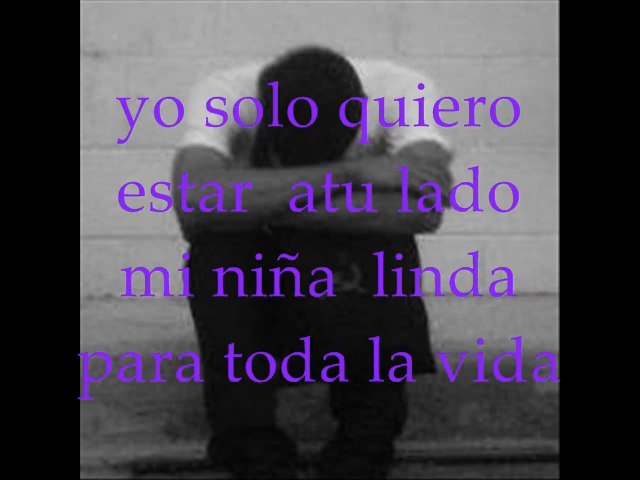 yo solo quiero
estar atu lado
mi niña linda
para toda la vida